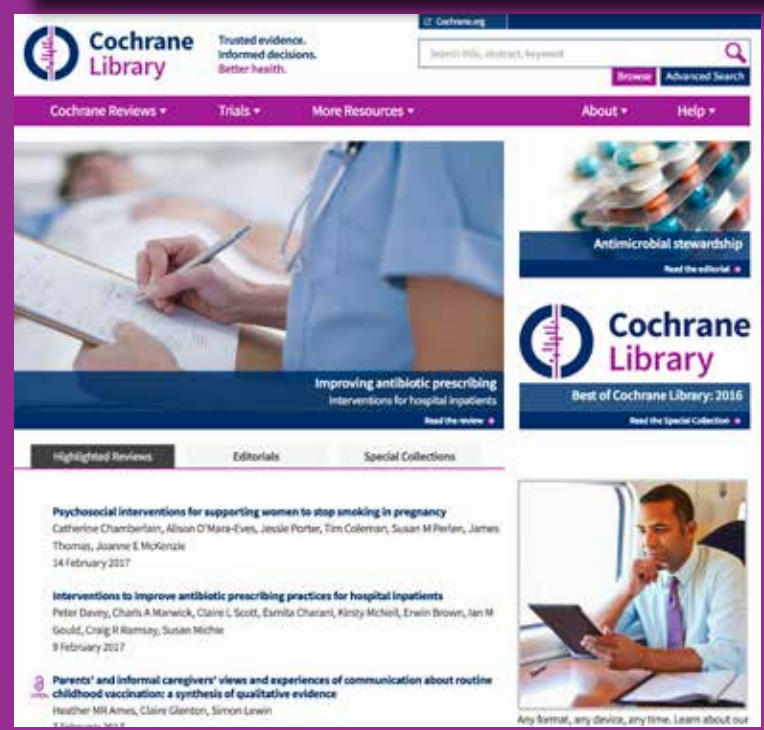 Cochrane.org
Cochrane
Library
Trusted evidence.
Informed decisions.
Better health.
Search title, abstract, keyword
Browse
Advanced Search
Cochrane Reviews
Trials
More Resources
About
Help
Improving antibiotic prescribing
Interventions for hospital inpatients
Read the review
Antimicrobial stewardship
Read the editorial
Cochrane
Library
Best of Cochrane Library: 2016
Read the Special Collection
Highlighted Reviews
Editorials
Special Collections
Psychosocial interventions for supporting women to stop smoking in pregnancy
Catherine Chamberlain, Alison O'Mara-Eves, Jessie Porter, Tim Coleman, Susan M Perlen, James
Thomas, Joanne E McKenzie
14 February 2017
Interventions to improve antibiotic prescribing practices for hospital inpatients
Peter Davey, Charis A Marwick, Claire L Scott, Esmita Charani, Kirsty McNeil, Erwin Brown, Ian M
Gould, Craig R Ramsay, Susan Michie
9 February 2017
Parents' and informal caregivers' views and experiences of communication about routine
childhood vaccination: a synthesis of qualitative evidence
Heather MR Ames, Claire Glenton, Simon Lewin
February 2017
Any format, any device, any time. Learn about our